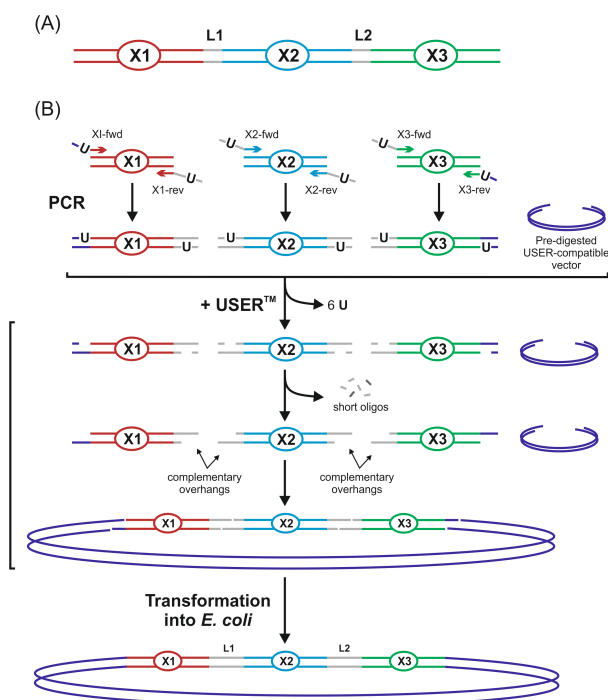 (A)
L1 L2
X1 X2 X3
(B)
XI-fwd X2-fwd X3-fwd
U U U
X1 X2 X3
U U U
X1-rev X2-rev X3-rev
PCR
U U U
X1 X2 X3
U U U
Pre-digested
USER-compatible
vector
+ USER™ 6 U
X1 X2 X3
short oligos
X1 X2 X3
complementary complementary
overhangs overhangs
X1 X2 X3
Transformation
into E. coli
L1 L2
X1 X2 X3